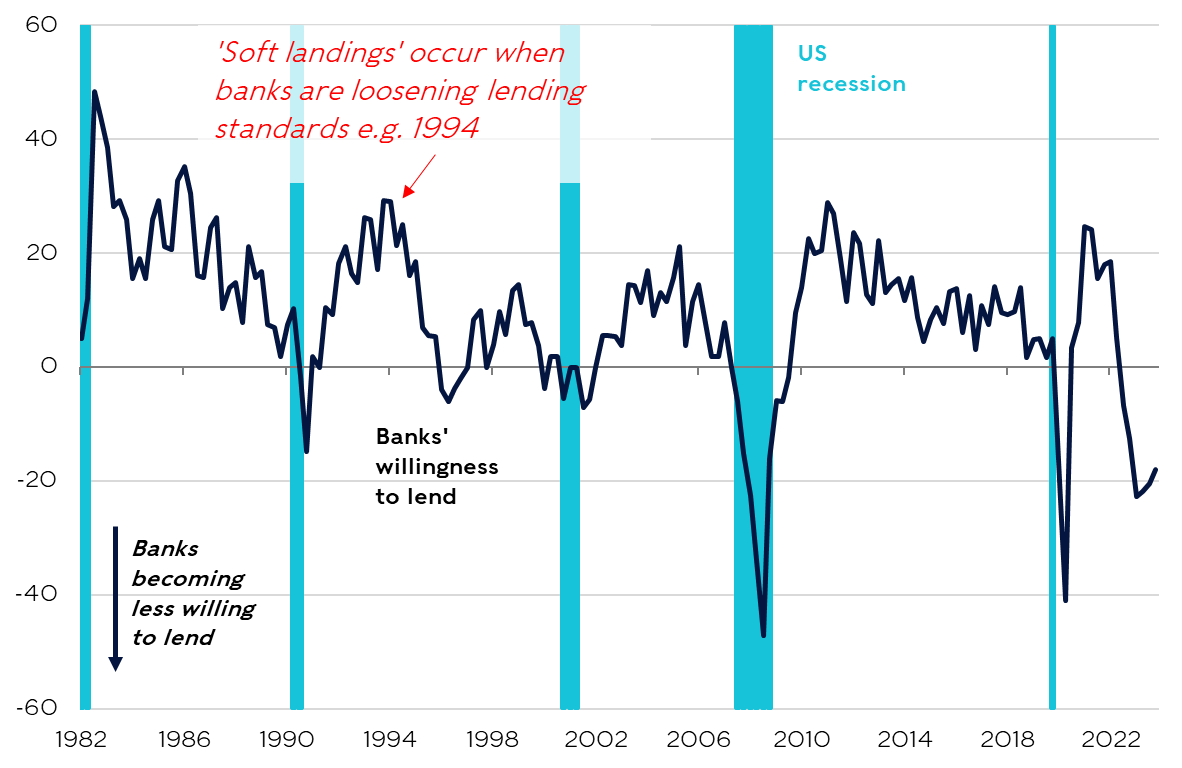 60
'Soft landings' occur when
banks are loosening lending
standards e.g. 1994
US
recession
40
20
0
Banks'
willingness
to lend
-20
Banks
becoming
less willing
to lend
-40
-60
1982 1986 1990 1994 1998 2002 2006 2010 2014 2018 2022